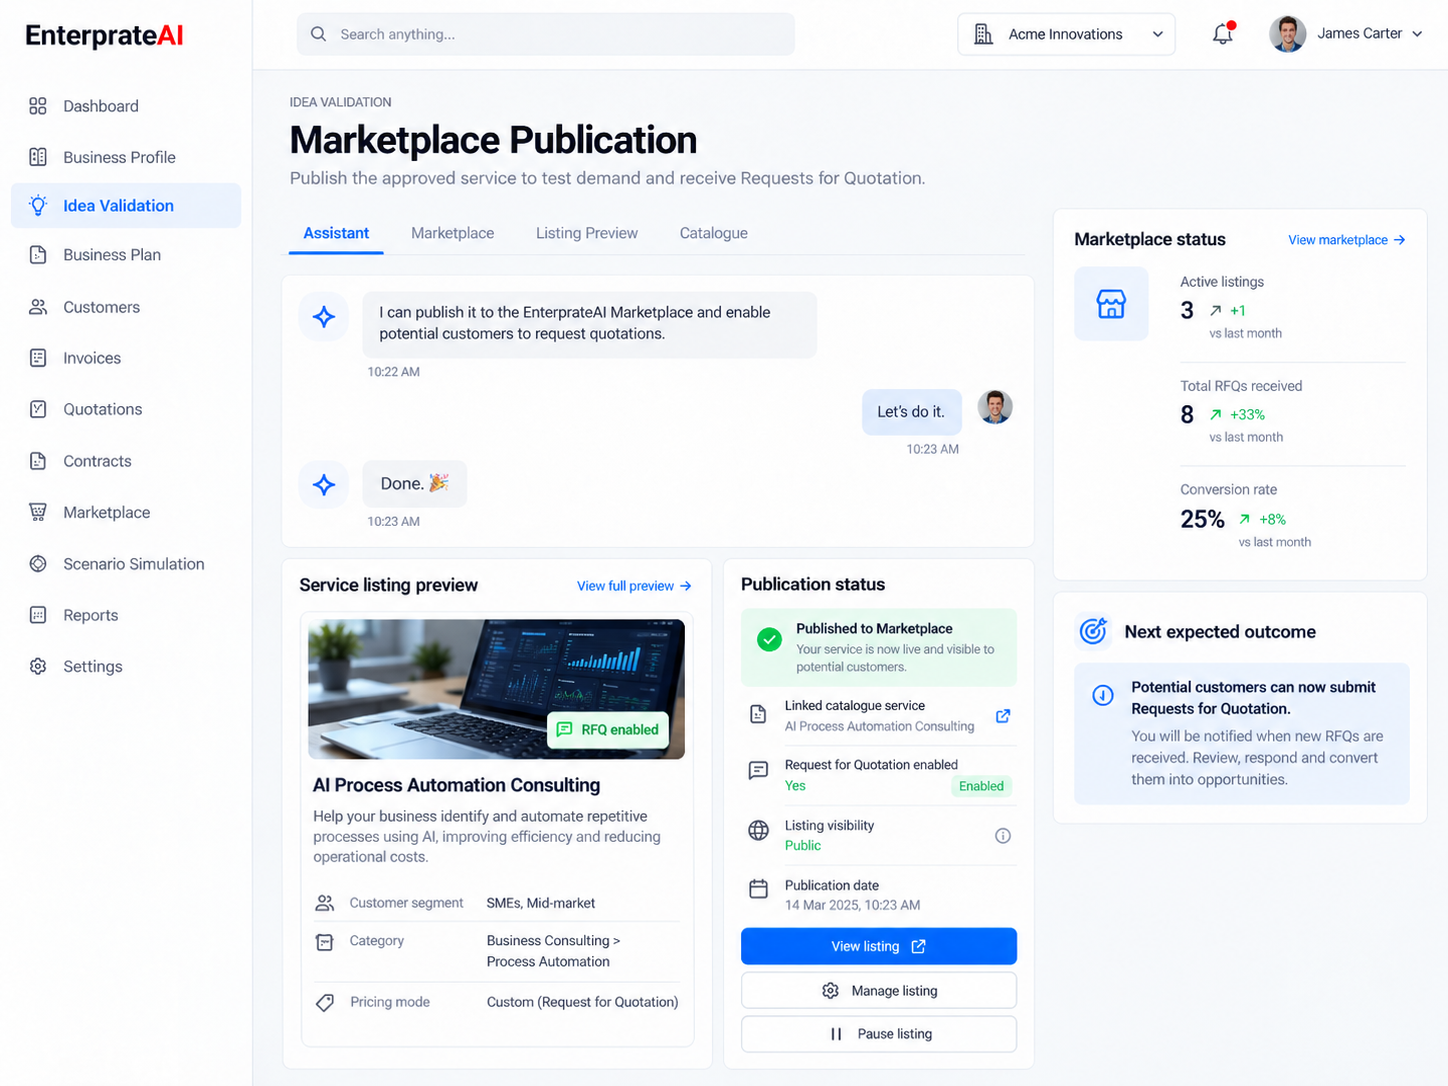 EnterprateAI
Search anything...
Acme Innovations
James Carter
Dashboard
Business Profile
Idea Validation
Business Plan
Customers
Invoices
Quotations
Contracts
Marketplace
Scenario Simulation
Reports
Settings
IDEA VALIDATION
Marketplace Publication
Publish the approved service to test demand and receive Requests for Quotation.
Assistant
Marketplace
Listing Preview
Catalogue
I can publish it to the EnterprateAI Marketplace and enable
potential customers to request quotations.
10:22 AM
Let's do it.
10:23 AM
Done. 🎉
10:23 AM
Service listing preview
View full preview →
RFQ enabled
AI Process Automation Consulting
Help your business identify and automate repetitive
processes using AI, improving efficiency and reducing
operational costs.
Customer segment
SMEs, Mid-market
Category
Business Consulting >
Process Automation
Pricing mode
Custom (Request for Quotation)
Publication status
Published to Marketplace
Your service is now live and visible to
potential customers.
Linked catalogue service
AI Process Automation Consulting
Request for Quotation enabled
Yes
Enabled
Listing visibility
Public
Publication date
14 Mar 2025, 10:23 AM
View listing
Manage listing
Pause listing
Marketplace status
View marketplace →
Active listings
3 ↗ +1
vs last month
Total RFQs received
8 ↗ +33%
vs last month
Conversion rate
25% ↗ +8%
vs last month
Next expected outcome
Potential customers can now submit
Requests for Quotation.
You will be notified when new RFQs are
received. Review, respond and convert
them into opportunities.